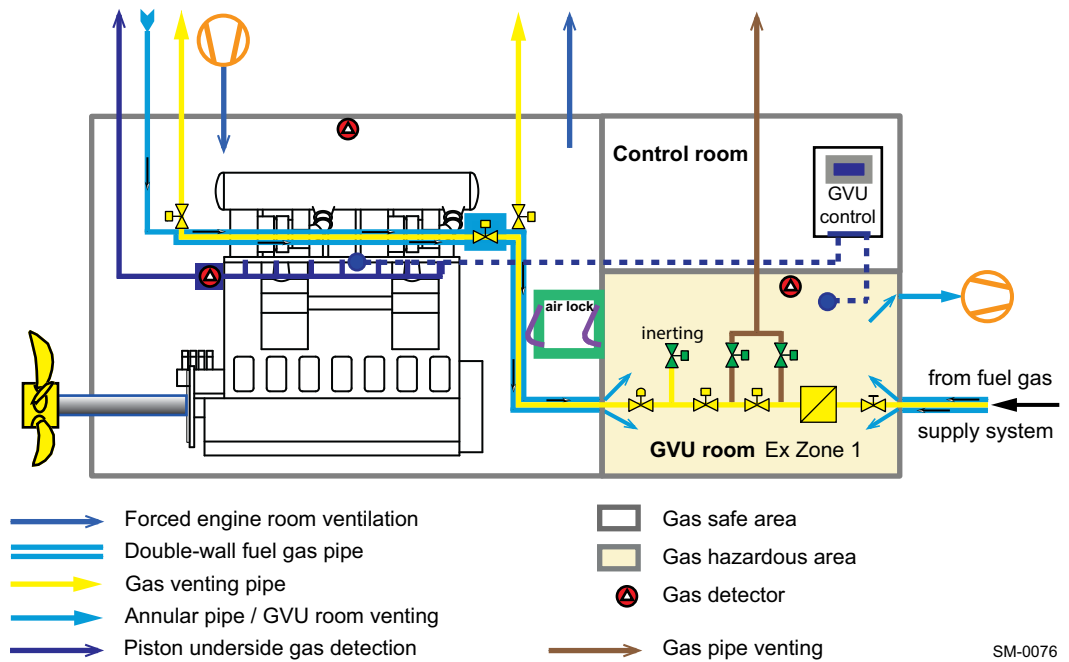 Control room
GVU
control
air lock
inerting
from fuel gas
supply system
GVU room Ex Zone 1
Forced engine room ventilation
Double-wall fuel gas pipe
Gas venting pipe
Annular pipe / GVU room venting
Piston underside gas detection
Gas safe area
Gas hazardous area
Gas detector
Gas pipe venting
SM-0076